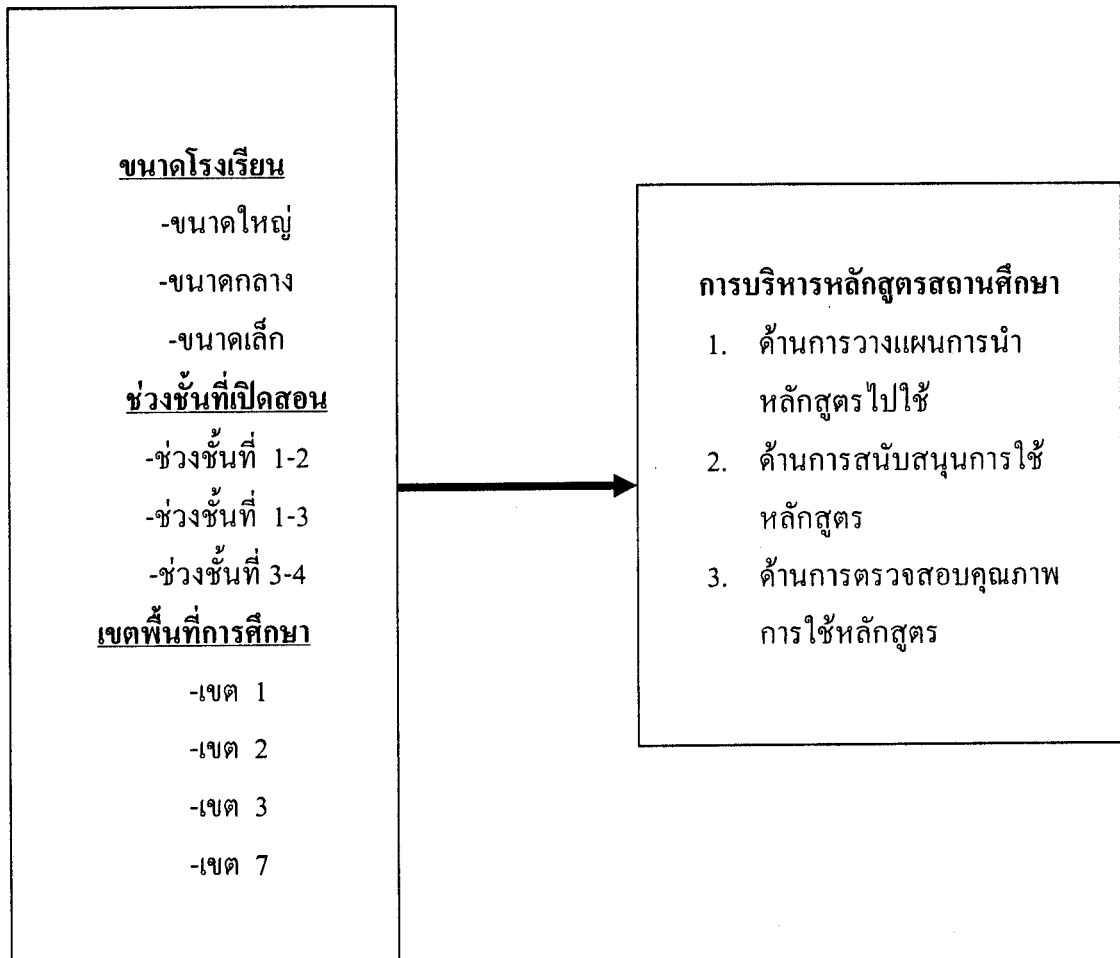 ขนาดโรงเรียน
-ขนาดใหญ่
-ขนาดกลาง
-ขนาดเล็ก
ช่วงชั้นที่เปิดสอน
-ช่วงชั้นที่ 1-2
-ช่วงชั้นที่ 1-3
-ช่วงชั้นที่ 3-4
เขตพื้นที่การศึกษา
-เขต 1
-เขต 2
-เขต 3
-เขต 7
การบริหารหลักสูตรสถานศึกษา
1. ด้านการวางแผนการนำ
หลักสูตรไปใช้
2. ด้านการสนับสนุนการใช้
หลักสูตร
3. ด้านการตรวจสอบคุณภาพ
การใช้หลักสูตร